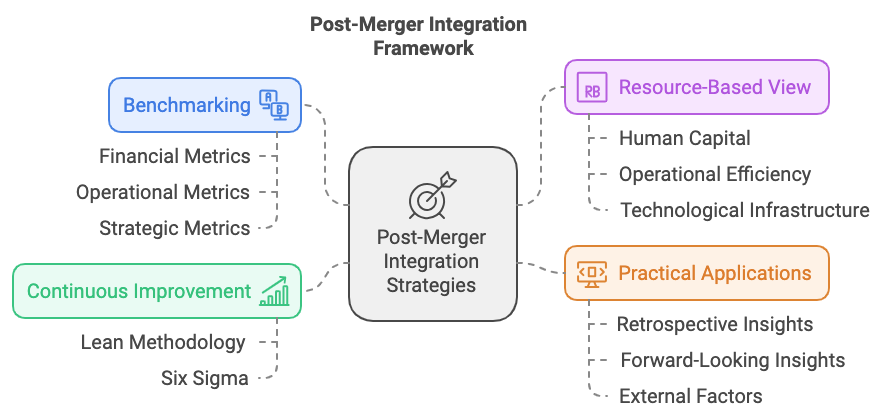 Post-Merger Integration
Framework
Benchmarking
A
B
Financial Metrics
Operational Metrics
Strategic Metrics
Continuous Improvement
Lean Methodology
Six Sigma
Post-Merger
Integration
Strategies
RB
Resource-Based View
Human Capital
Operational Efficiency
Technological Infrastructure
Practical Applications
Retrospective Insights
Forward-Looking Insights
External Factors